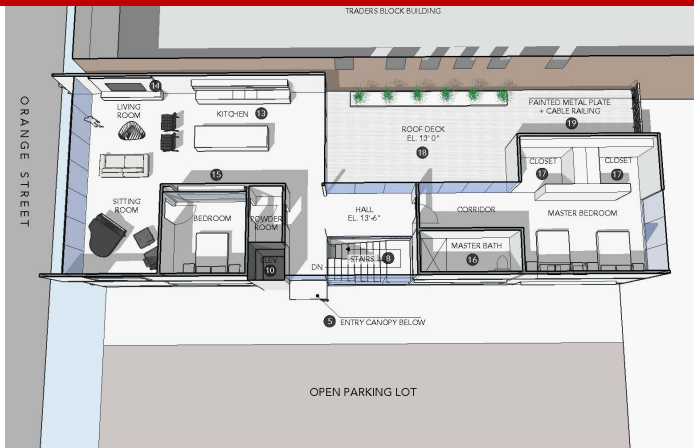 TRADERS BLOCK BUILDING
ORANGE STREET
14
LIVING
ROOM
KITCHEN 13
PAINTED METAL PLATE
+ CABLE RAILING
19
ROOF DECK
EL. 13' 0"
18
CLOSET
17
CLOSET
17
15
SITTING
ROOM
BEDROOM
POWDER
ROOM
HALL
EL. 13'-6"
CORRIDOR
MASTER BEDROOM
ELEV.
10
DN
STAIRS 8
MASTER BATH
16
5 ENTRY CANOPY BELOW
OPEN PARKING LOT